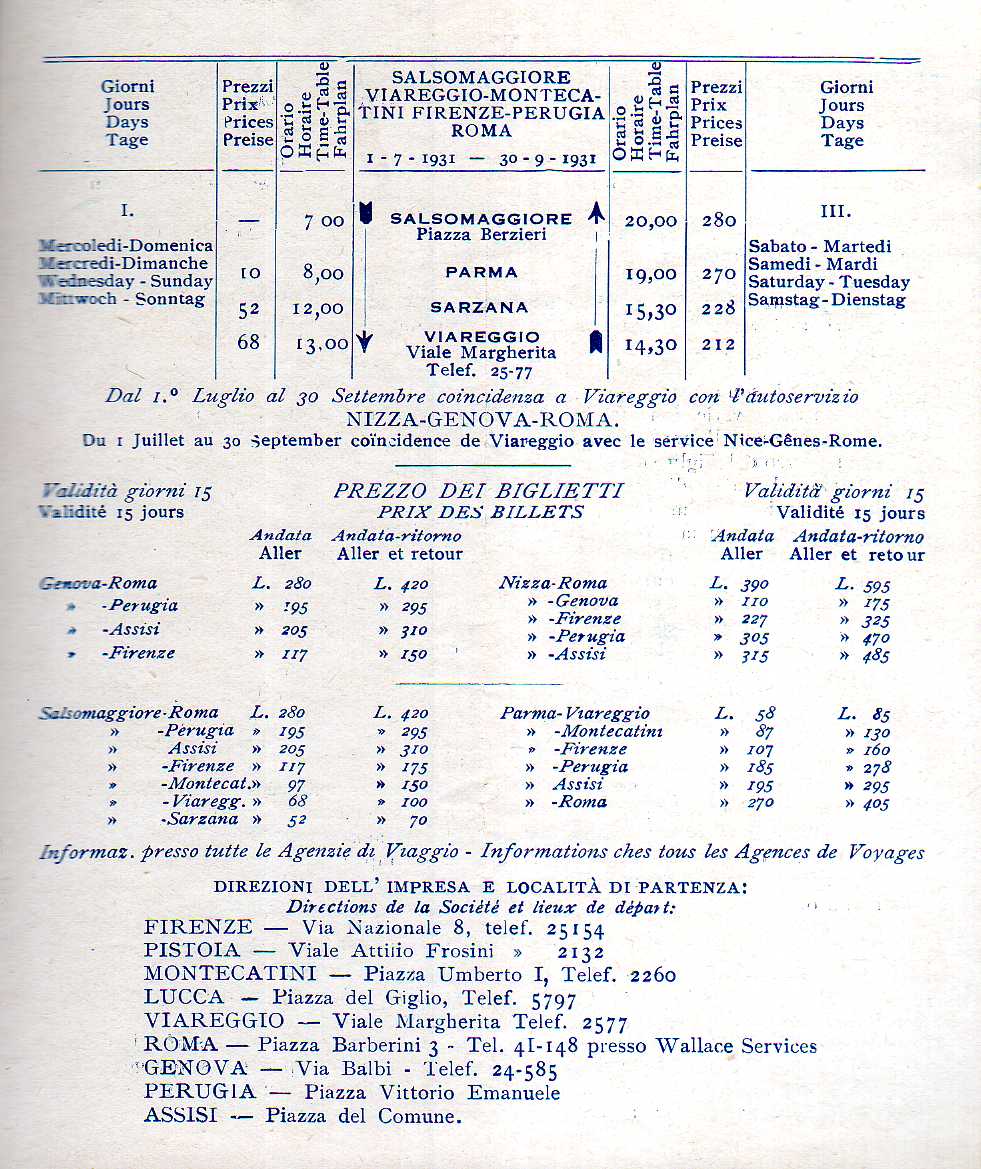 Giorni Jours Days Tage
Prezzi Prix Prices Preise
Orario Horaire Time-Table Fahrplan
SALSOMAGGIORE
VIAREGGIO-MONTECA-
TINI FIRENZE-PERUGIA
ROMA
1 - 7 - 1931 — 30 - 9 - 1931
Orario Horaire Time-Table Fahrplan
Prezzi Prix Prices Preise
Giorni Jours Days Tage
I.
Mercoledi-Domenica
Mercredi-Dimanche
Wednesday - Sunday
Mittwoch - Sonntag
— 7 00 SALSOMAGGIORE 20,00 280
Piazza Berzieri
10 8,00 PARMA 19,00 270
52 12,00 SARZANA 15,30 228
68 13,00 VIAREGGIO 14,30 212
Viale Margherita
Telef. 25-77
III.
Sabato - Martedi
Samedi - Mardi
Saturday - Tuesday
Samstag-Dienstag
Dal 1.º Luglio al 30 Settembre coincidenza a Viareggio con l'autoservizio
NIZZA-GENOVA-ROMA.
Du 1 Juillet au 30 September coïncidence de Viareggio avec le service Nice-Gênes-Rome.
Validità giorni 15 PREZZO DEI BIGLIETTI Validità giorni 15
Validité 15 jours PRIX DES BILLETS Validité 15 jours
Andata Andata-ritorno Andata Andata-ritorno
Aller Aller et retour Aller Aller et retour
Genova-Roma L. 280 L. 420 Nizza-Roma L. 390 L. 595
» -Perugia » 195 » 295 » -Genova » 110 » 175
» -Assisi » 205 » 310 » -Firenze » 227 » 325
» -Firenze » 117 » 150 » -Perugia » 305 » 470
» -Assisi » 315 » 485
Salsomaggiore-Roma L. 280 L. 420 Parma-Viareggio L. 58 L. 85
» -Perugia » 195 » 295 » -Montecatini » 87 » 130
» Assisi » 205 » 310 » -Firenze » 107 » 160
» -Firenze » 117 » 175 » -Perugia » 185 » 278
» -Montecat.» 97 » 150 » Assisi » 195 » 295
» -Viaregg. » 68 » 100 » -Roma » 270 » 405
» -Sarzana » 52 » 70
Informaz. presso tutte le Agenzie di Viaggio - Informations ches tous les Agences de Voyages
DIREZIONI DELL' IMPRESA E LOCALITÀ DI PARTENZA:
Directions de la Société et lieux de départ:
FIRENZE — Via Nazionale 8, telef. 25154
PISTOIA — Viale Attilio Frosini » 2132
MONTECATINI — Piazza Umberto I, Telef. 2260
LUCCA — Piazza del Giglio, Telef. 5797
VIAREGGIO — Viale Margherita Telef. 2577
ROMA — Piazza Barberini 3 - Tel. 41-148 presso Wallace Services
GENOVA — Via Balbi - Telef. 24-585
PERUGIA — Piazza Vittorio Emanuele
ASSISI — Piazza del Comune.